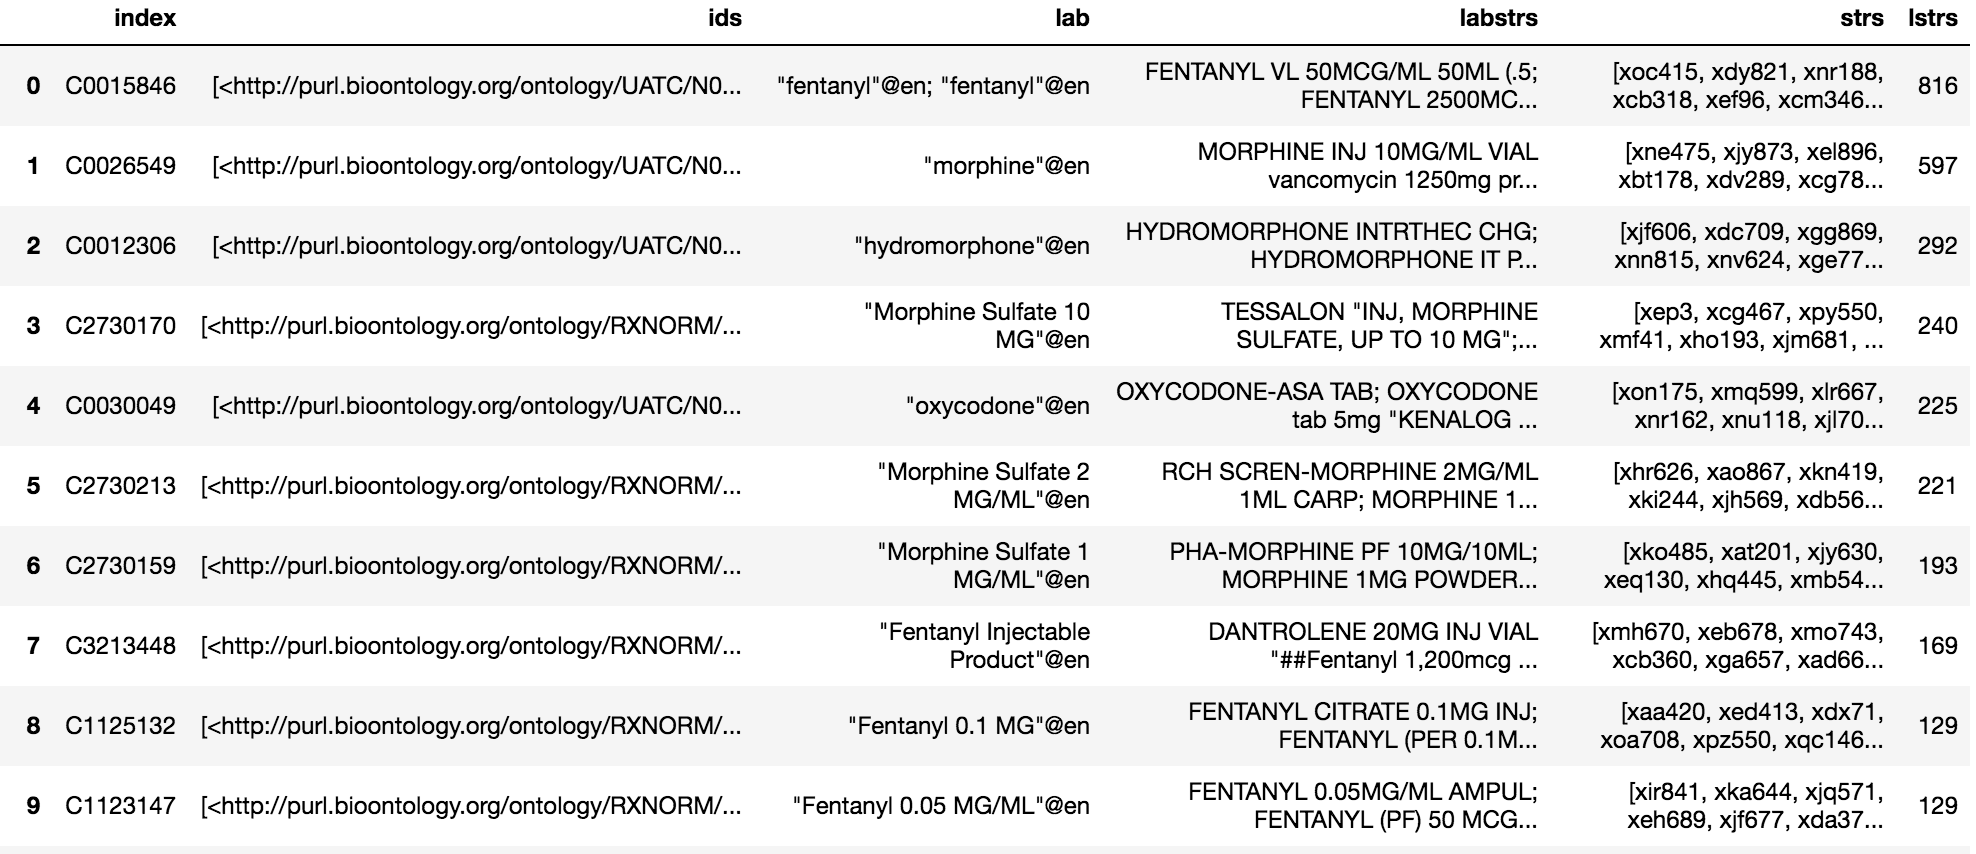 index ids lab labstrs strs lstrs
0 C0015846 [<http://purl.bioontology.org/ontology/UATC/N0... "fentanyl"@en; "fentanyl"@en FENTANYL VL 50MCG/ML 50ML (.5; FENTANYL 2500MC... [xoc415, xdy821, xnr188, xcb318, xef96, xcm346... 816
1 C0026549 [<http://purl.bioontology.org/ontology/UATC/N0... "morphine"@en MORPHINE INJ 10MG/ML VIAL vancomycin 1250mg pr... [xne475, xjy873, xel896, xbt178, xdv289, xcg78... 597
2 C0012306 [<http://purl.bioontology.org/ontology/UATC/N0... "hydromorphone"@en HYDROMORPHONE INTRTHEC CHG; HYDROMORPHONE IT P... [xjf606, xdc709, xgg869, xnn815, xnv624, xge77... 292
3 C2730170 [<http://purl.bioontology.org/ontology/RXNORM/... "Morphine Sulfate 10 MG"@en TESSALON "INJ, MORPHINE SULFATE, UP TO 10 MG";... [xep3, xcg467, xpy550, xmf41, xho193, xjm681, ... 240
4 C0030049 [<http://purl.bioontology.org/ontology/UATC/N0... "oxycodone"@en OXYCODONE-ASA TAB; OXYCODONE tab 5mg "KENALOG ... [xon175, xmq599, xlr667, xnr162, xnu118, xjl70... 225
5 C2730213 [<http://purl.bioontology.org/ontology/RXNORM/... "Morphine Sulfate 2 MG/ML"@en RCH SCREN-MORPHINE 2MG/ML 1ML CARP; MORPHINE 1... [xhr626, xao867, xkn419, xki244, xjh569, xdb56... 221
6 C2730159 [<http://purl.bioontology.org/ontology/RXNORM/... "Morphine Sulfate 1 MG/ML"@en PHA-MORPHINE PF 10MG/10ML; MORPHINE 1MG POWDER... [xko485, xat201, xjy630, xeq130, xhq445, xmb54... 193
7 C3213448 [<http://purl.bioontology.org/ontology/RXNORM/... "Fentanyl Injectable Product"@en DANTROLENE 20MG INJ VIAL "##Fentanyl 1,200mcg ... [xmh670, xeb678, xmo743, xcb360, xga657, xad66... 169
8 C1125132 [<http://purl.bioontology.org/ontology/RXNORM/... "Fentanyl 0.1 MG"@en FENTANYL CITRATE 0.1MG INJ; FENTANYL (PER 0.1M... [xaa420, xed413, xdx71, xoa708, xpz550, xqc146... 129
9 C1123147 [<http://purl.bioontology.org/ontology/RXNORM/... "Fentanyl 0.05 MG/ML"@en FENTANYL 0.05MG/ML AMPUL; FENTANYL (PF) 50 MCG... [xir841, xka644, xjq571, xeh689, xjf677, xda37... 129